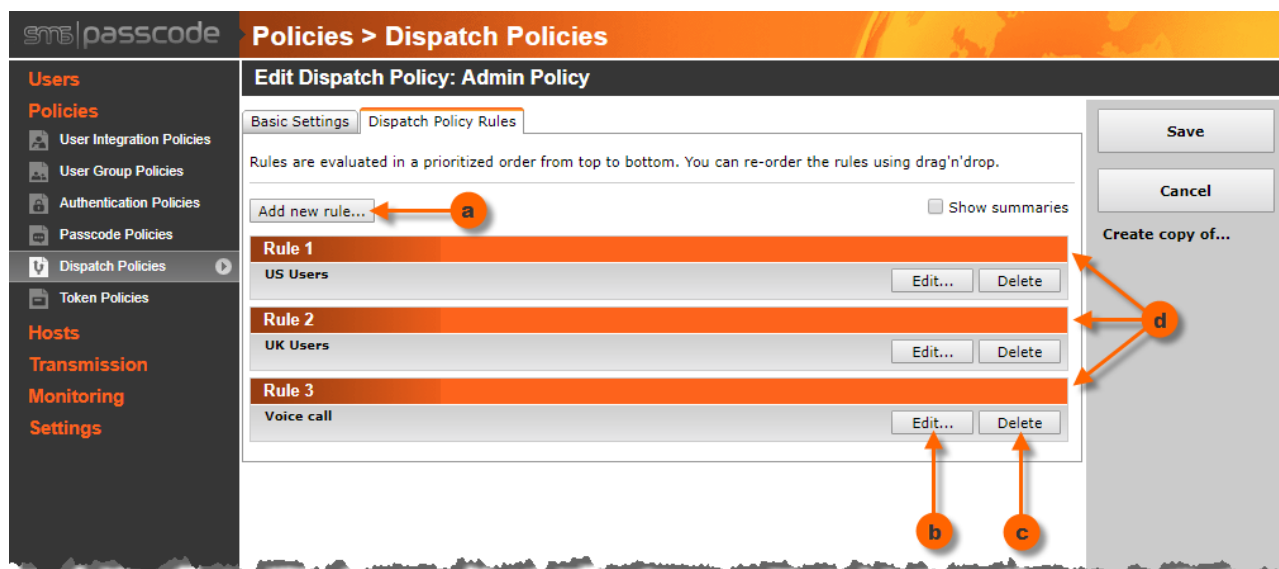 sms|passcode
Policies > Dispatch Policies
Users
Policies
User Integration Policies
User Group Policies
Authentication Policies
Passcode Policies
Dispatch Policies
Token Policies
Hosts
Transmission
Monitoring
Settings
Edit Dispatch Policy: Admin Policy
Basic Settings
Dispatch Policy Rules
Rules are evaluated in a prioritized order from top to bottom. You can re-order the rules using drag'n'drop.
Add new rule...
a
Show summaries
Rule 1
US Users
Edit...
Delete
Rule 2
UK Users
Edit...
Delete
Rule 3
Voice call
Edit...
Delete
b
c
d
Save
Cancel
Create copy of...